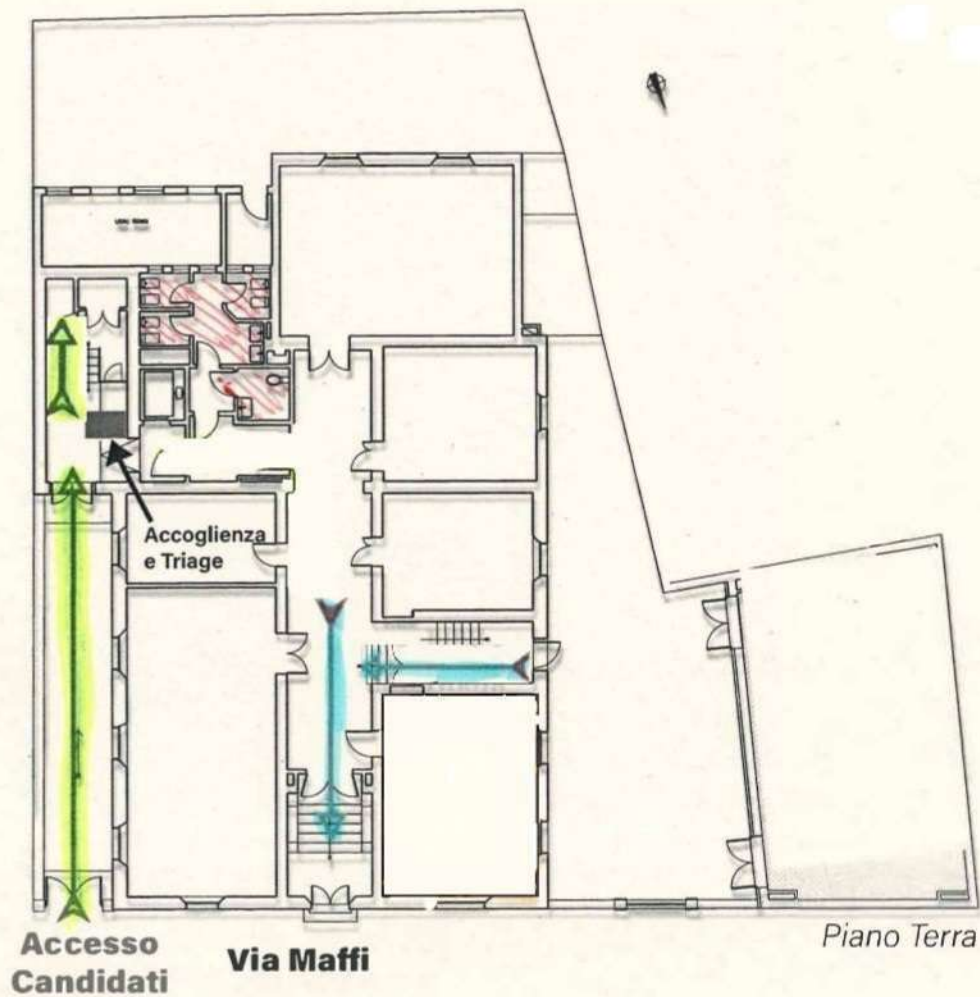 Accoglienza
e Triage
Accesso
Candidati
Via Maffi
Piano Terra